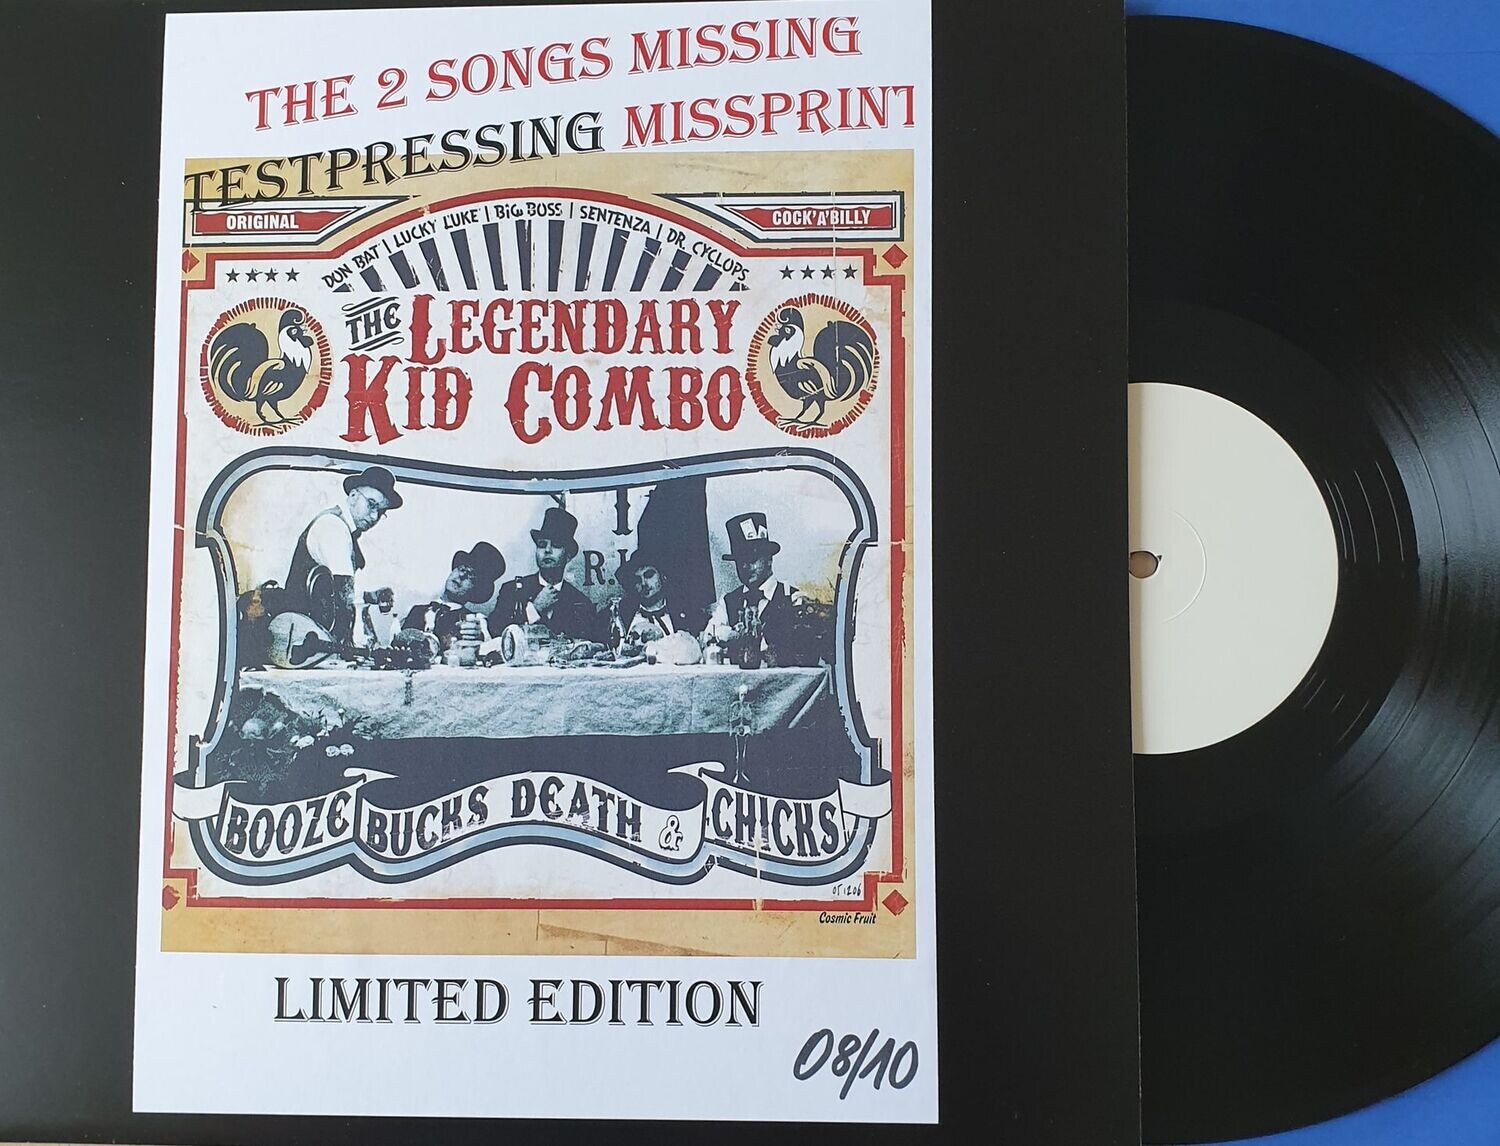 THE 2 SONGS MISSING
TESTPRESSING MISSPRINT
ORIGINAL
COCK'A'BILLY
DON BAT | LUCKY LUKE | BIG BOSS | SENTENZA | DR. CYCLOPS
THE LEGENDARY
KID COMBO
BOOZE BUCKS DEATH & CHICKS
Cosmic Fruit
LIMITED EDITION
08/10